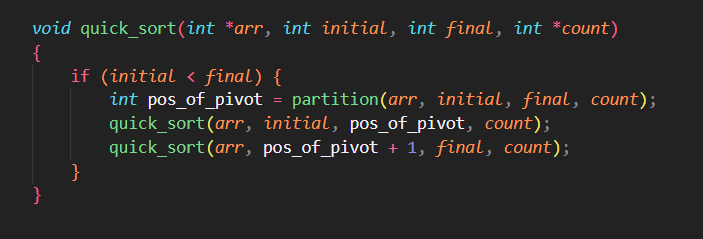 void quick_sort(int *arr, int initial, int final, int *count)
{
    if (initial < final) {
        int pos_of_pivot = partition(arr, initial, final, count);
        quick_sort(arr, initial, pos_of_pivot, count);
        quick_sort(arr, pos_of_pivot + 1, final, count);
    }
}